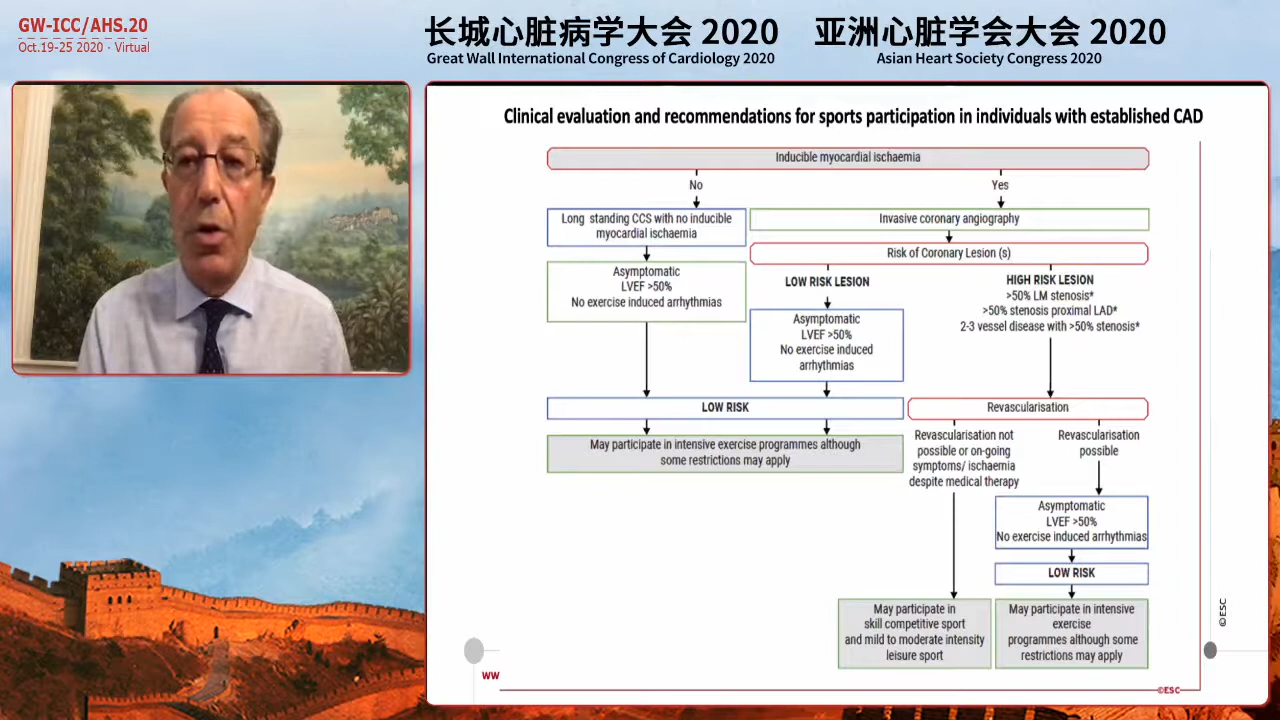 GW-ICC/AHS.20
Oct.19-25 2020 · Virtual
长城心脏病学大会 2020
Great Wall International Congress of Cardiology 2020
亚洲心脏学会大会 2020
Asian Heart Society Congress 2020
Clinical evaluation and recommendations for sports participation in individuals with established CAD
Inducible myocardial ischaemia
No
Yes
Long standing CCS with no inducible
myocardial ischaemia
Invasive coronary angiography
Risk of Coronary Lesion (s)
Asymptomatic
LVEF >50%
No exercise induced arrhythmias
LOW RISK LESION
HIGH RISK LESION
>50% LM stenosis*
>50% stenosis proximal LAD*
2-3 vessel disease with >50% stenosis*
Asymptomatic
LVEF >50%
No exercise induced
arrhythmias
LOW RISK
Revascularisation
May participate in intensive exercise programmes although
some restrictions may apply
Revascularisation not
possible or on-going
symptoms/ ischaemia
despite medical therapy
Revascularisation
possible
Asymptomatic
LVEF >50%
No exercise induced arrhythmias
LOW RISK
May participate in
skill competitive sport
and mild to moderate intensity
leisure sport
May participate in intensive
exercise
programmes although some
restrictions may apply
©ESC
WW
©ESC